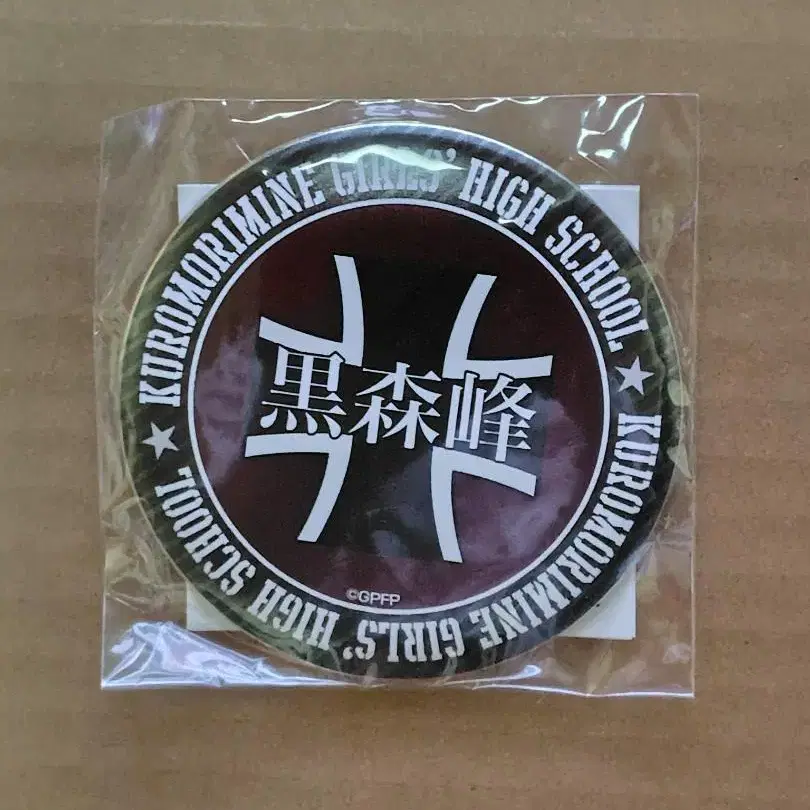 KUROMORIMINE GIRLS' HIGH SCHOOL ★
KUROMORIMINE GIRLS' HIGH SCHOOL ★
黒森峰
©GPFP